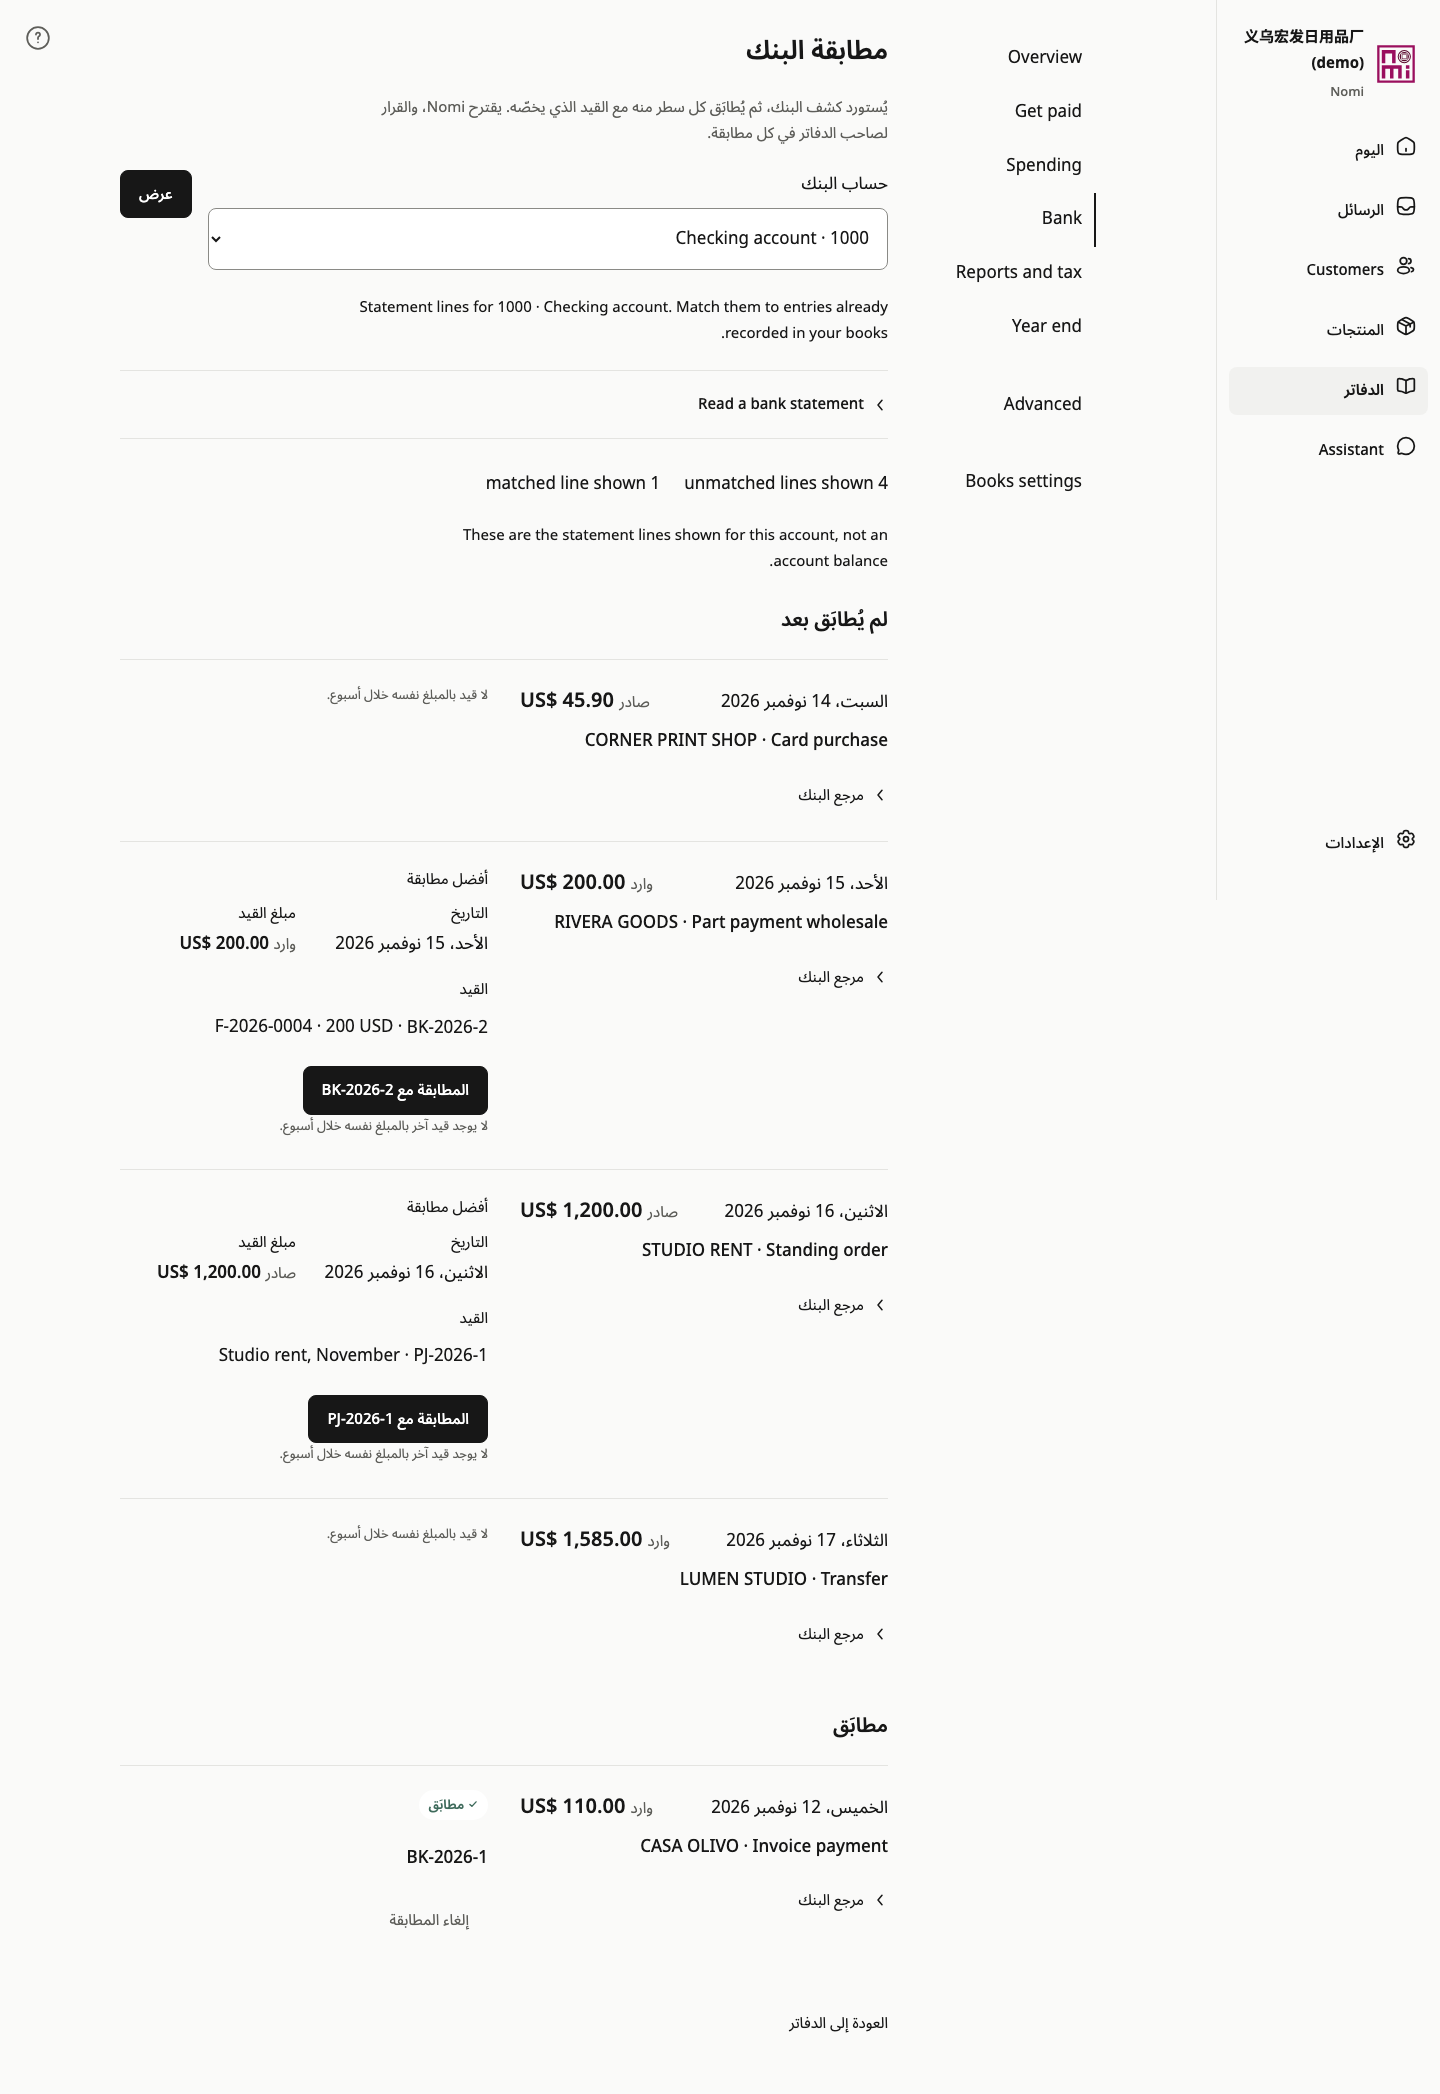 义乌宏发日用品厂
(demo)
Nomi
اليوم
الرسائل
Customers
المنتجات
الدفاتر
Assistant
الإعدادات
Overview
Get paid
Spending
Bank
Reports and tax
Year end
Advanced
Books settings
مطابقة البنك
يُستورد كشف البنك، ثم يُطابَق كل سطر منه مع القيد الذي يخصّه. يقترح Nomi، والقرار
لصاحب الدفاتر في كل مطابقة.
حساب البنك
Checking account · 1000
عرض
Statement lines for 1000 · Checking account. Match them to entries already
recorded in your books.
Read a bank statement
4 unmatched lines shown
1 matched line shown
These are the statement lines shown for this account, not an
account balance.
لم يُطابَق بعد
السبت، 14 نوفمبر 2026
صادر US$ 45.90
CORNER PRINT SHOP · Card purchase
مرجع البنك
لا قيد بالمبلغ نفسه خلال أسبوع.
الأحد، 15 نوفمبر 2026
وارد US$ 200.00
RIVERA GOODS · Part payment wholesale
مرجع البنك
أفضل مطابقة
التاريخ
الأحد، 15 نوفمبر 2026
مبلغ القيد
وارد US$ 200.00
القيد
BK-2026-2 · F-2026-0004 · 200 USD
المطابقة مع BK-2026-2
لا يوجد قيد آخر بالمبلغ نفسه خلال أسبوع.
الاثنين، 16 نوفمبر 2026
صادر US$ 1,200.00
STUDIO RENT · Standing order
مرجع البنك
أفضل مطابقة
التاريخ
الاثنين، 16 نوفمبر 2026
مبلغ القيد
صادر US$ 1,200.00
القيد
Studio rent, November · PJ-2026-1
المطابقة مع PJ-2026-1
لا يوجد قيد آخر بالمبلغ نفسه خلال أسبوع.
الثلاثاء، 17 نوفمبر 2026
وارد US$ 1,585.00
LUMEN STUDIO · Transfer
مرجع البنك
لا قيد بالمبلغ نفسه خلال أسبوع.
مطابَق
الخميس، 12 نوفمبر 2026
وارد US$ 110.00
CASA OLIVO · Invoice payment
مرجع البنك
مطابَق
BK-2026-1
إلغاء المطابقة
العودة إلى الدفاتر